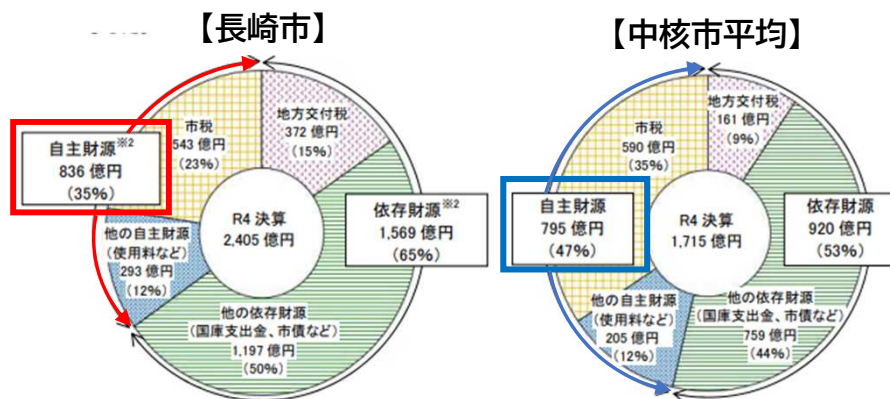 【長崎市】
地方交付税
372 億円
(15%)
市税
543 億円
(23%)
自主財源※2
836 億円
(35%)
R4 決算
2,405 億円
依存財源※2
1,569 億円
(65%)
他の自主財源
(使用料など)
293 億円
(12%)
他の依存財源
(国庫支出金、市債など)
1,197 億円
(50%)
【中核市平均】
地方交付税
161 億円
(9%)
市税
590 億円
(35%)
自主財源
795 億円
(47%)
R4 決算
1,715 億円
依存財源
920 億円
(53%)
他の自主財源
(使用料など)
205 億円
(12%)
他の依存財源
(国庫支出金、市債など)
759 億円
(44%)